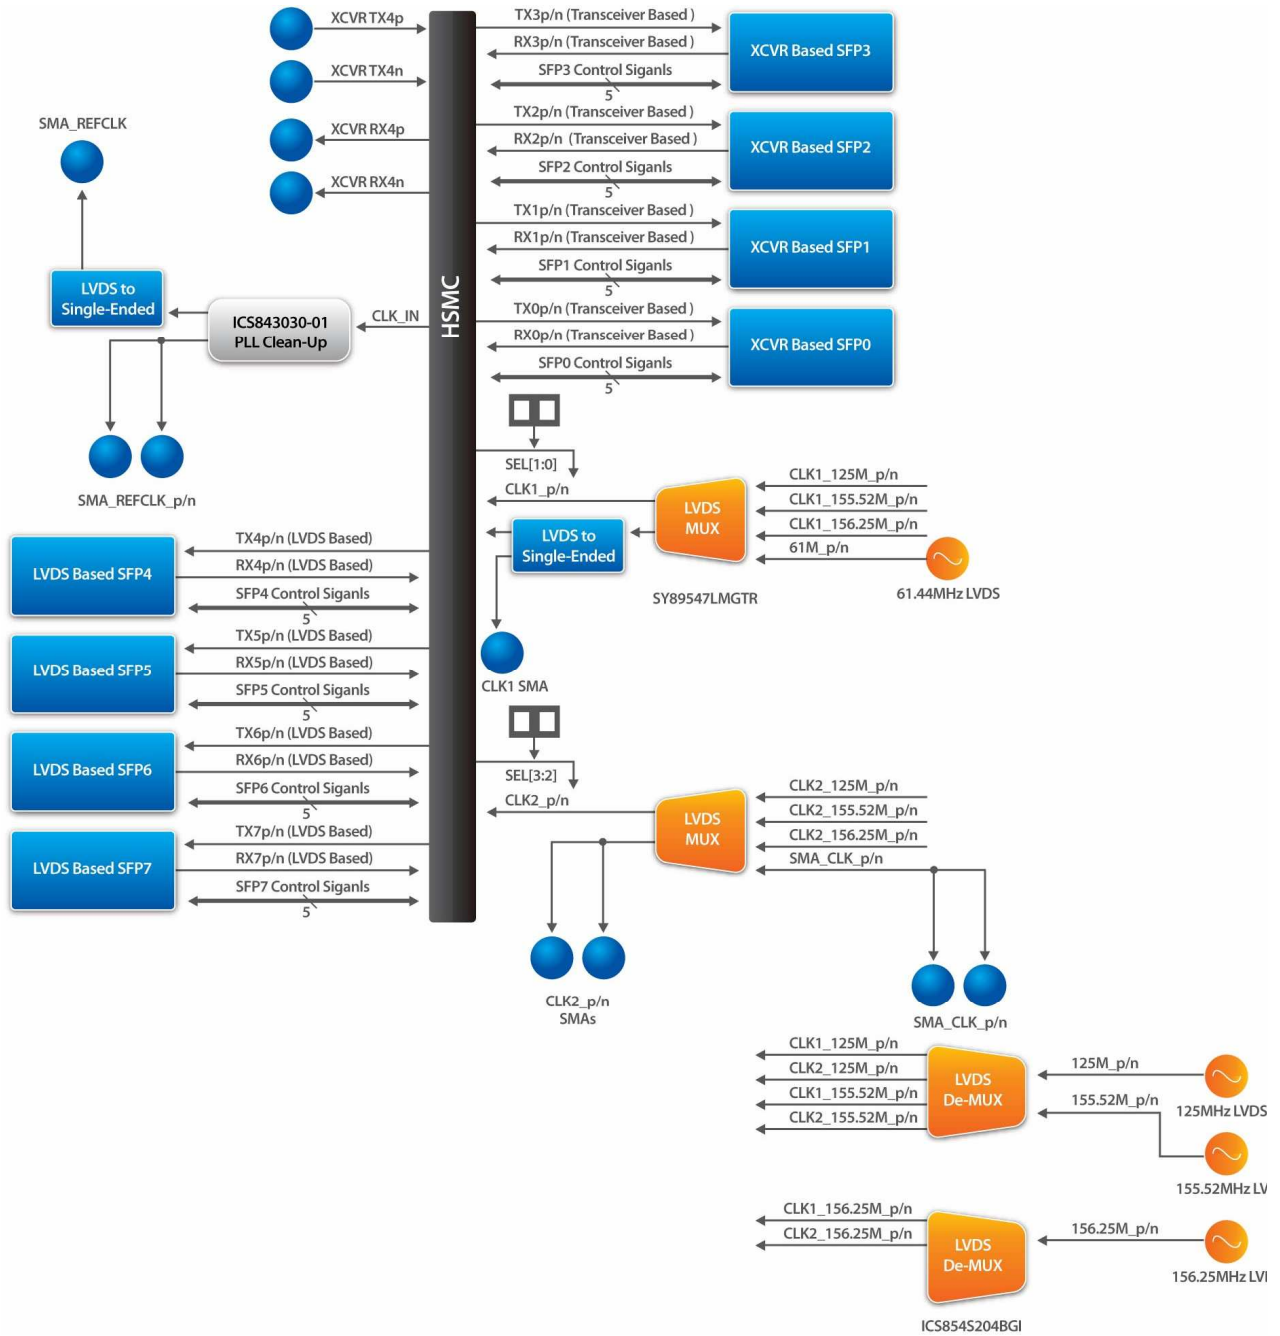 XCVR TX4p
XCVR TX4n
XCVR RX4p
XCVR RX4n
SMA_REFCLK
LVDS to
Single-Ended
ICS843030-01
PLL Clean-Up
CLK_IN
SMA_REFCLK_p/n
HSMC
TX3p/n (Transceiver Based )
RX3p/n (Transceiver Based )
SFP3 Control Siganls
5
XCVR Based SFP3
TX2p/n (Transceiver Based )
RX2p/n (Transceiver Based )
SFP2 Control Siganls
5
XCVR Based SFP2
TX1p/n (Transceiver Based )
RX1p/n (Transceiver Based )
SFP1 Control Siganls
5
XCVR Based SFP1
TX0p/n (Transceiver Based )
RX0p/n (Transceiver Based )
SFP0 Control Siganls
5
XCVR Based SFP0
SEL[1:0]
CLK1_p/n
LVDS to
Single-Ended
CLK1 SMA
LVDS
MUX
SY89547LMGTR
CLK1_125M_p/n
CLK1_155.52M_p/n
CLK1_156.25M_p/n
61M_p/n
61.44MHz LVDS
LVDS Based SFP4
TX4p/n (LVDS Based)
RX4p/n (LVDS Based)
SFP4 Control Siganls
5
LVDS Based SFP5
TX5p/n (LVDS Based)
RX5p/n (LVDS Based)
SFP5 Control Siganls
5
LVDS Based SFP6
TX6p/n (LVDS Based)
RX6p/n (LVDS Based)
SFP6 Control Siganls
5
LVDS Based SFP7
TX7p/n (LVDS Based)
RX7p/n (LVDS Based)
SFP7 Control Siganls
5
SEL[3:2]
CLK2_p/n
LVDS
MUX
CLK2_125M_p/n
CLK2_155.52M_p/n
CLK2_156.25M_p/n
SMA_CLK_p/n
CLK2_p/n
SMAs
SMA_CLK_p/n
CLK1_125M_p/n
CLK2_125M_p/n
CLK1_155.52M_p/n
CLK2_155.52M_p/n
LVDS
De-MUX
125M_p/n
155.52M_p/n
125MHz LVDS
155.52MHz LV
CLK1_156.25M_p/n
CLK2_156.25M_p/n
LVDS
De-MUX
156.25M_p/n
156.25MHz LV
ICS854S204BGI